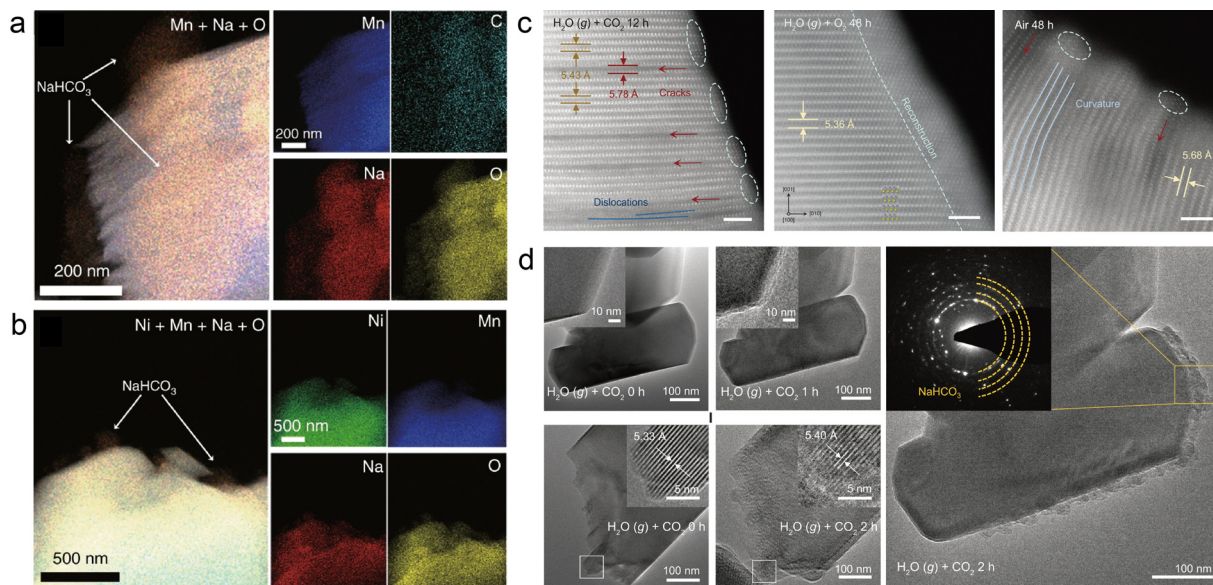 a
Mn + Na + O
NaHCO3
200 nm
Mn
200 nm
C
Na
O
b
Ni + Mn + Na + O
NaHCO3
500 nm
Ni
500 nm
Mn
Na
O
c
H2O (g) + CO2 12 h
5.43 Å
5.78 Å
Cracks
Dislocations
H2O (g) + O2 48 h
5.36 Å
Reconstruction
[001]
[010]
[100]
Air 48 h
Curvature
5.68 Å
d
10 nm
H2O (g) + CO2 0 h
100 nm
10 nm
H2O (g) + CO2 1 h
100 nm
NaHCO3
5.33 Å
5 nm
H2O (g) + CO2 0 h
100 nm
5.40 Å
5 nm
H2O (g) + CO2 2 h
100 nm
H2O (g) + CO2 2 h
100 nm